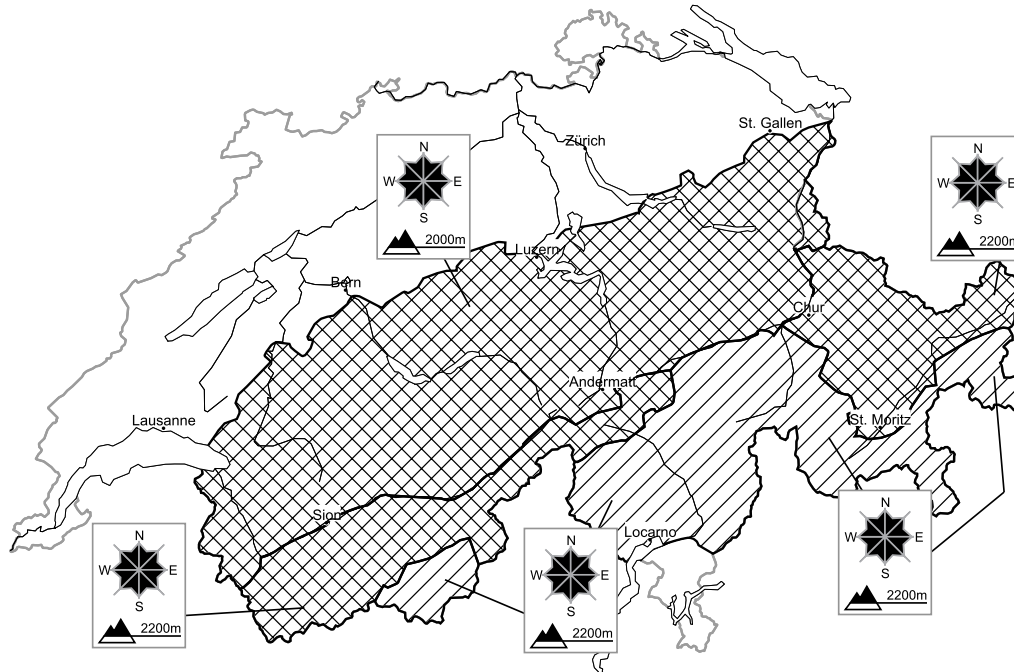 St. Gallen
Zürich
N
W E
S
2000m
N
W E
S
2200m
Luzern
Bern
Chur
Andermatt
Lausanne
St. Moritz
Sion
Locarno
N
W E
S
2200m
N
W E
S
2200m
N
W E
S
2200m